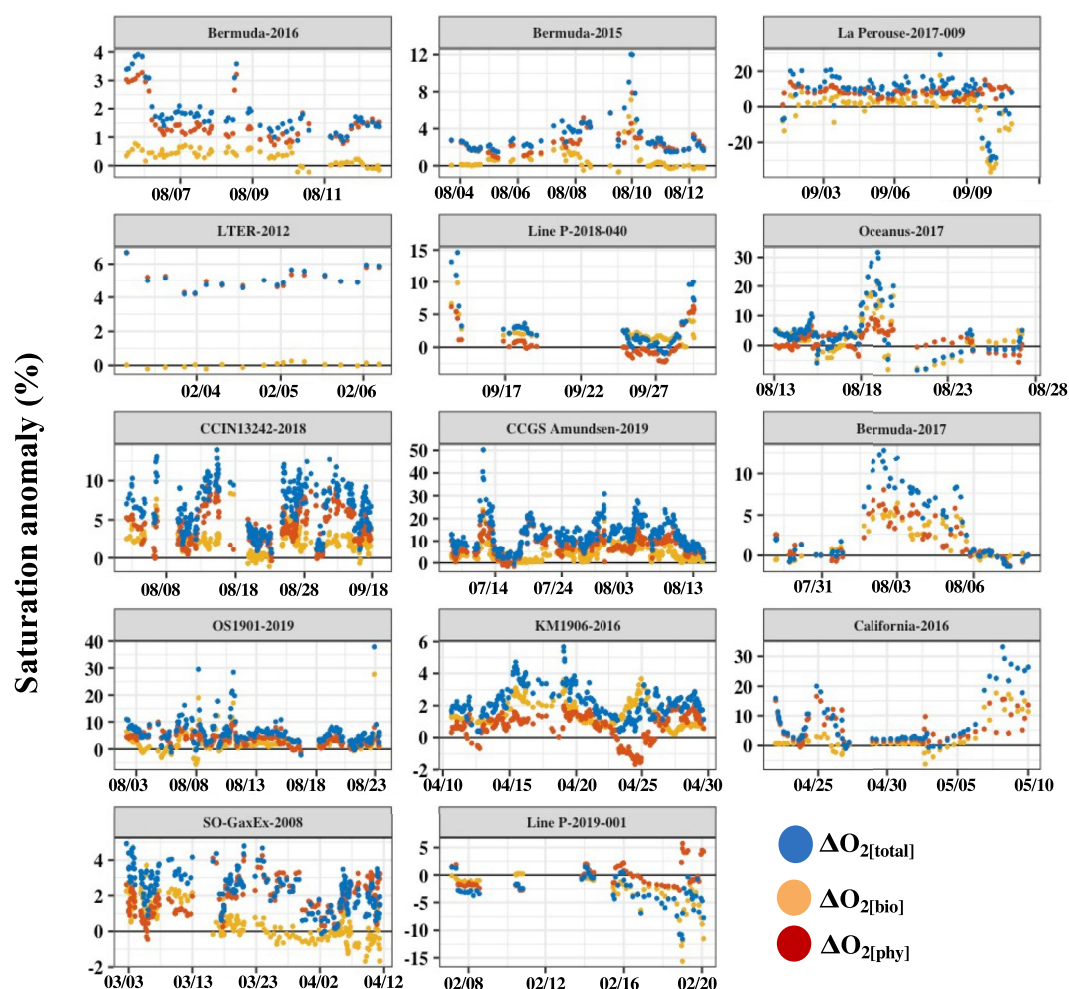 Saturation anomaly (%)
Bermuda-2016
4
3
2
1
0
08/07 08/09 08/11
Bermuda-2015
12
8
4
0
08/04 08/06 08/08 08/10 08/12
La Perouse-2017-009
20
0
-20
09/03 09/06 09/09
LTER-2012
6
4
2
0
02/04 02/05 02/06
Line P-2018-040
15
10
5
0
09/17 09/22 09/27
Oceanus-2017
30
20
10
0
08/13 08/18 08/23 08/28
CCIN13242-2018
10
5
0
08/08 08/18 08/28 09/18
CCGS Amundsen-2019
50
40
30
20
10
0
07/14 07/24 08/03 08/13
Bermuda-2017
10
5
0
07/31 08/03 08/06
OS1901-2019
40
30
20
10
0
08/03 08/08 08/13 08/18 08/23
KM1906-2016
6
4
2
0
-2
04/10 04/15 04/20 04/25 04/30
California-2016
30
20
10
0
04/25 04/30 05/05 05/10
SO-GaxEx-2008
4
2
0
-2
03/03 03/13 03/23 04/02 04/12
Line P-2019-001
5
0
-5
-10
-15
02/08 02/12 02/16 02/20
ΔO2[total]
ΔO2[bio]
ΔO2[phy]